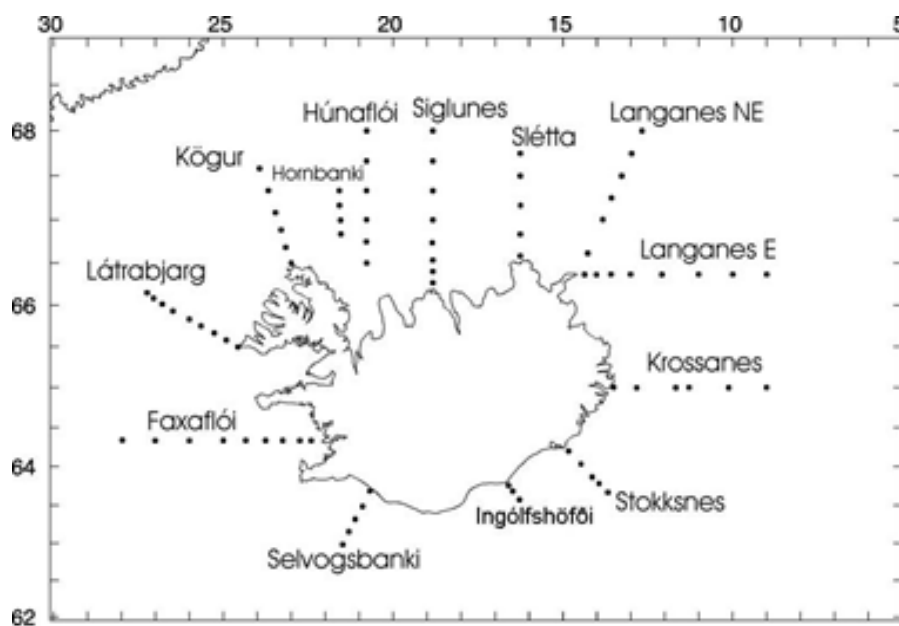 30 25 20 15 10 5
Húnaflói
Siglunes
Langanes NE
68
Slétta
Kögur
Hornbanki
Langanes E
Látrabjarg
66
Krossanes
Faxaflói
64
Stokksnes
Ingólfshöfði
Selvogsbanki
62